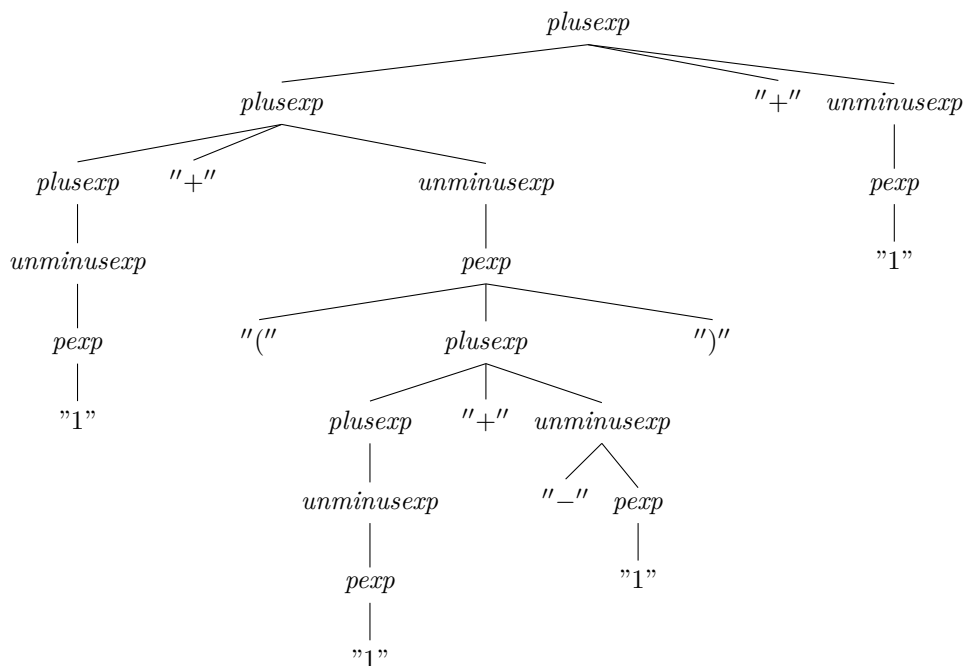 plusexp
plusexp ″+″ unminusexp
plusexp ″+″ unminusexp pexp
unminusexp pexp ”1”
pexp ″(″ plusexp ″)″
”1” plusexp ″+″ unminusexp
unminusexp ″−″ pexp
pexp ”1”
”1”